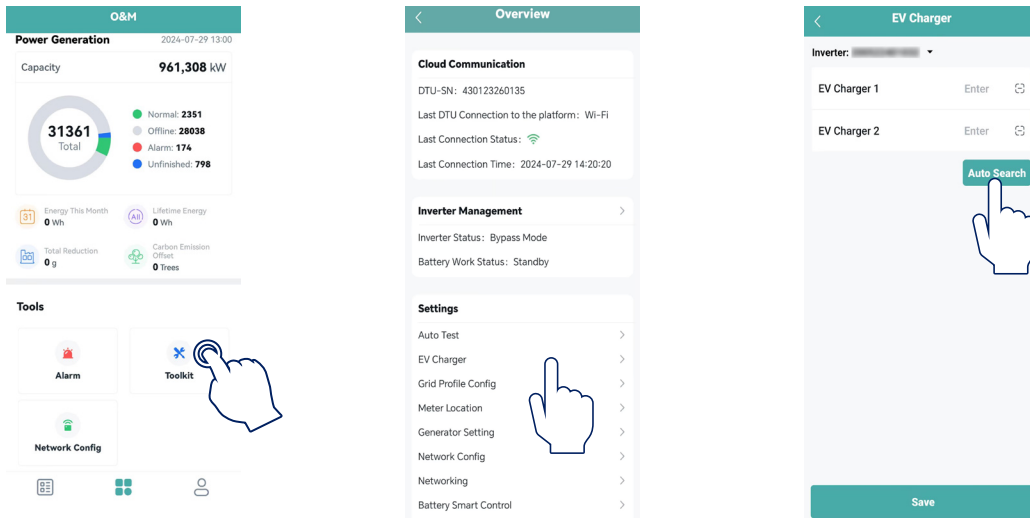 O&M
Power Generation 2024-07-29 13:00
Capacity 961,308 kW
31361
Total
Normal: 2351
Offline: 28038
Alarm: 174
Unfinished: 798
31 Energy This Month
0 Wh
All Lifetime Energy
0 Wh
Total Reduction
0 g
Carbon Emission
Offset
0 Trees
Tools
Alarm
Toolkit
Network Config
Overview
Cloud Communication
DTU-SN: 430123260135
Last DTU Connection to the platform: Wi-Fi
Last Connection Status:
Last Connection Time: 2024-07-29 14:20:20
Inverter Management
Inverter Status: Bypass Mode
Battery Work Status: Standby
Settings
Auto Test
EV Charger
Grid Profile Config
Meter Location
Generator Setting
Network Config
Networking
Battery Smart Control
EV Charger
Inverter:
EV Charger 1 Enter
EV Charger 2 Enter
Auto Search
Save